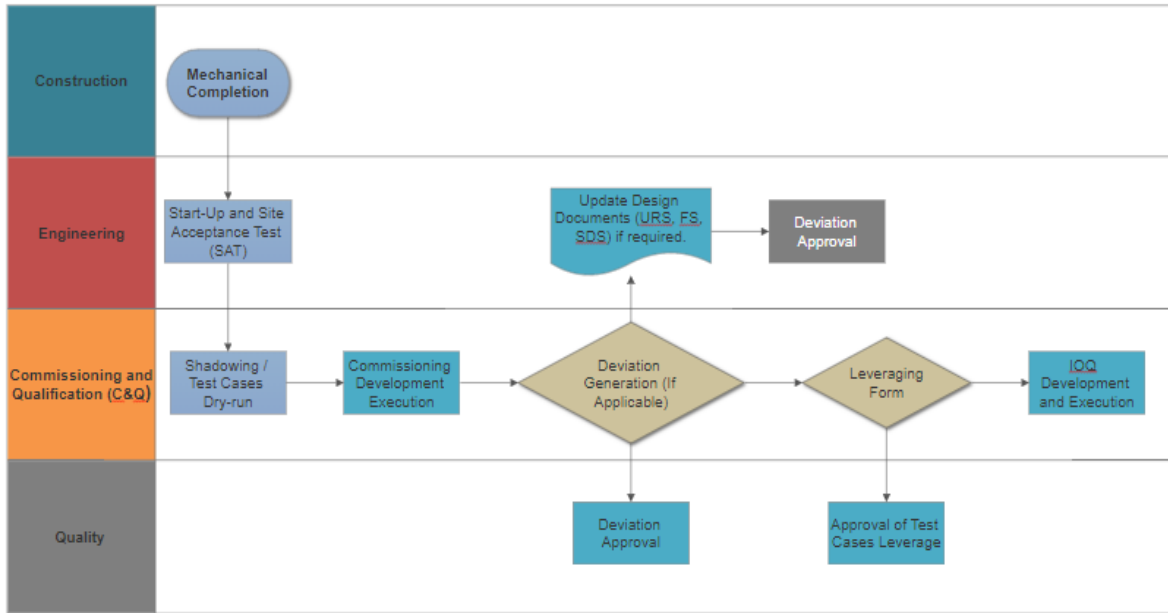 Construction
Mechanical
Completion
Engineering
Start-Up and Site
Acceptance Test
(SAT)
Update Design
Documents (URS, FS,
SDS) if required.
Deviation
Approval
Commissioning and
Qualification (C&Q)
Shadowing /
Test Cases
Dry-run
Commissioning
Development
Execution
Deviation
Generation (If
Applicable)
Leveraging
Form
IOQ
Development
and Execution
Quality
Deviation
Approval
Approval of Test
Cases Leverage